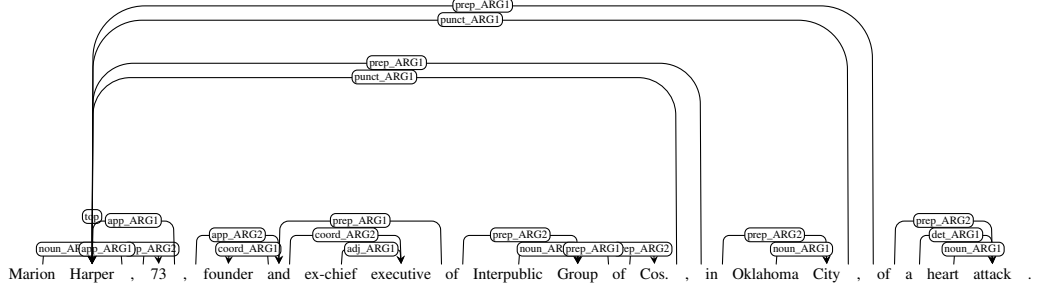 prep_ARG1
punct_ARG1
prep_ARG1
punct_ARG1
top app_ARG1 prep_ARG1 prep_ARG2
app_ARG2 coord_ARG2 prep_ARG2 prep_ARG2 det_ARG1
app_ARG1 coord_ARG1 adj_ARG1 prep_ARG1 noun_ARG1 noun_ARG1
Marion Harper , 73 , founder and ex-chief executive of Interpublic Group of Cos. , in Oklahoma City , of a heart attack .